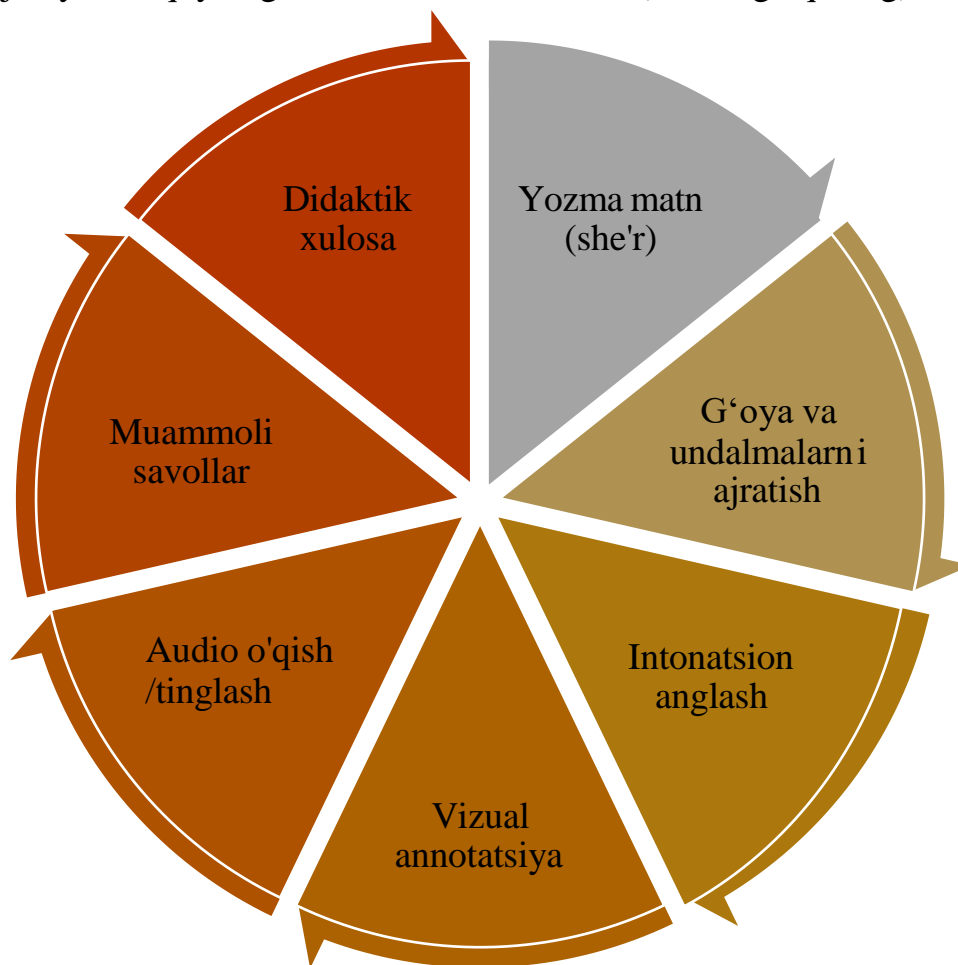 Yozma matn
(she'r)
G‘oya va
undalmalarni
ajratish
Intonatsion
anglash
Vizual
annotatsiya
Audio o'qish
/tinglash
Muammoli
savollar
Didaktik
xulosa